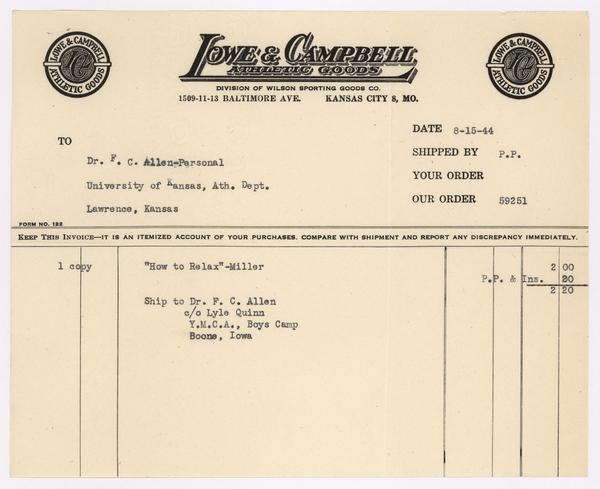 LOWE & CAMPBELL
ATHLETIC GOODS
LG
LOWE & CAMPBELL
ATHLETIC GOODS
LOWE & CAMPBELL
ATHLETIC GOODS
LG
DIVISION OF WILSON SPORTING GOODS CO.
1509-11-13 BALTIMORE AVE. KANSAS CITY 8, MO.
DATE 8-15-44
TO
SHIPPED BY P.P.
Dr. F. C. Allen-Personal
YOUR ORDER
University of Kansas, Ath. Dept.
OUR ORDER 59251
Lawrence, Kansas
FORM NO. 122
KEEP THIS INVOICE—IT IS AN ITEMIZED ACCOUNT OF YOUR PURCHASES. COMPARE WITH SHIPMENT AND REPORT ANY DISCREPANCY IMMEDIATELY.
1 copy "How to Relax"-Miller 2 00
P.P. & Ins. 20
2 20
Ship to Dr. F. C. Allen
c/o Lyle Quinn
Y.M.C.A., Boys Camp
Boone, Iowa